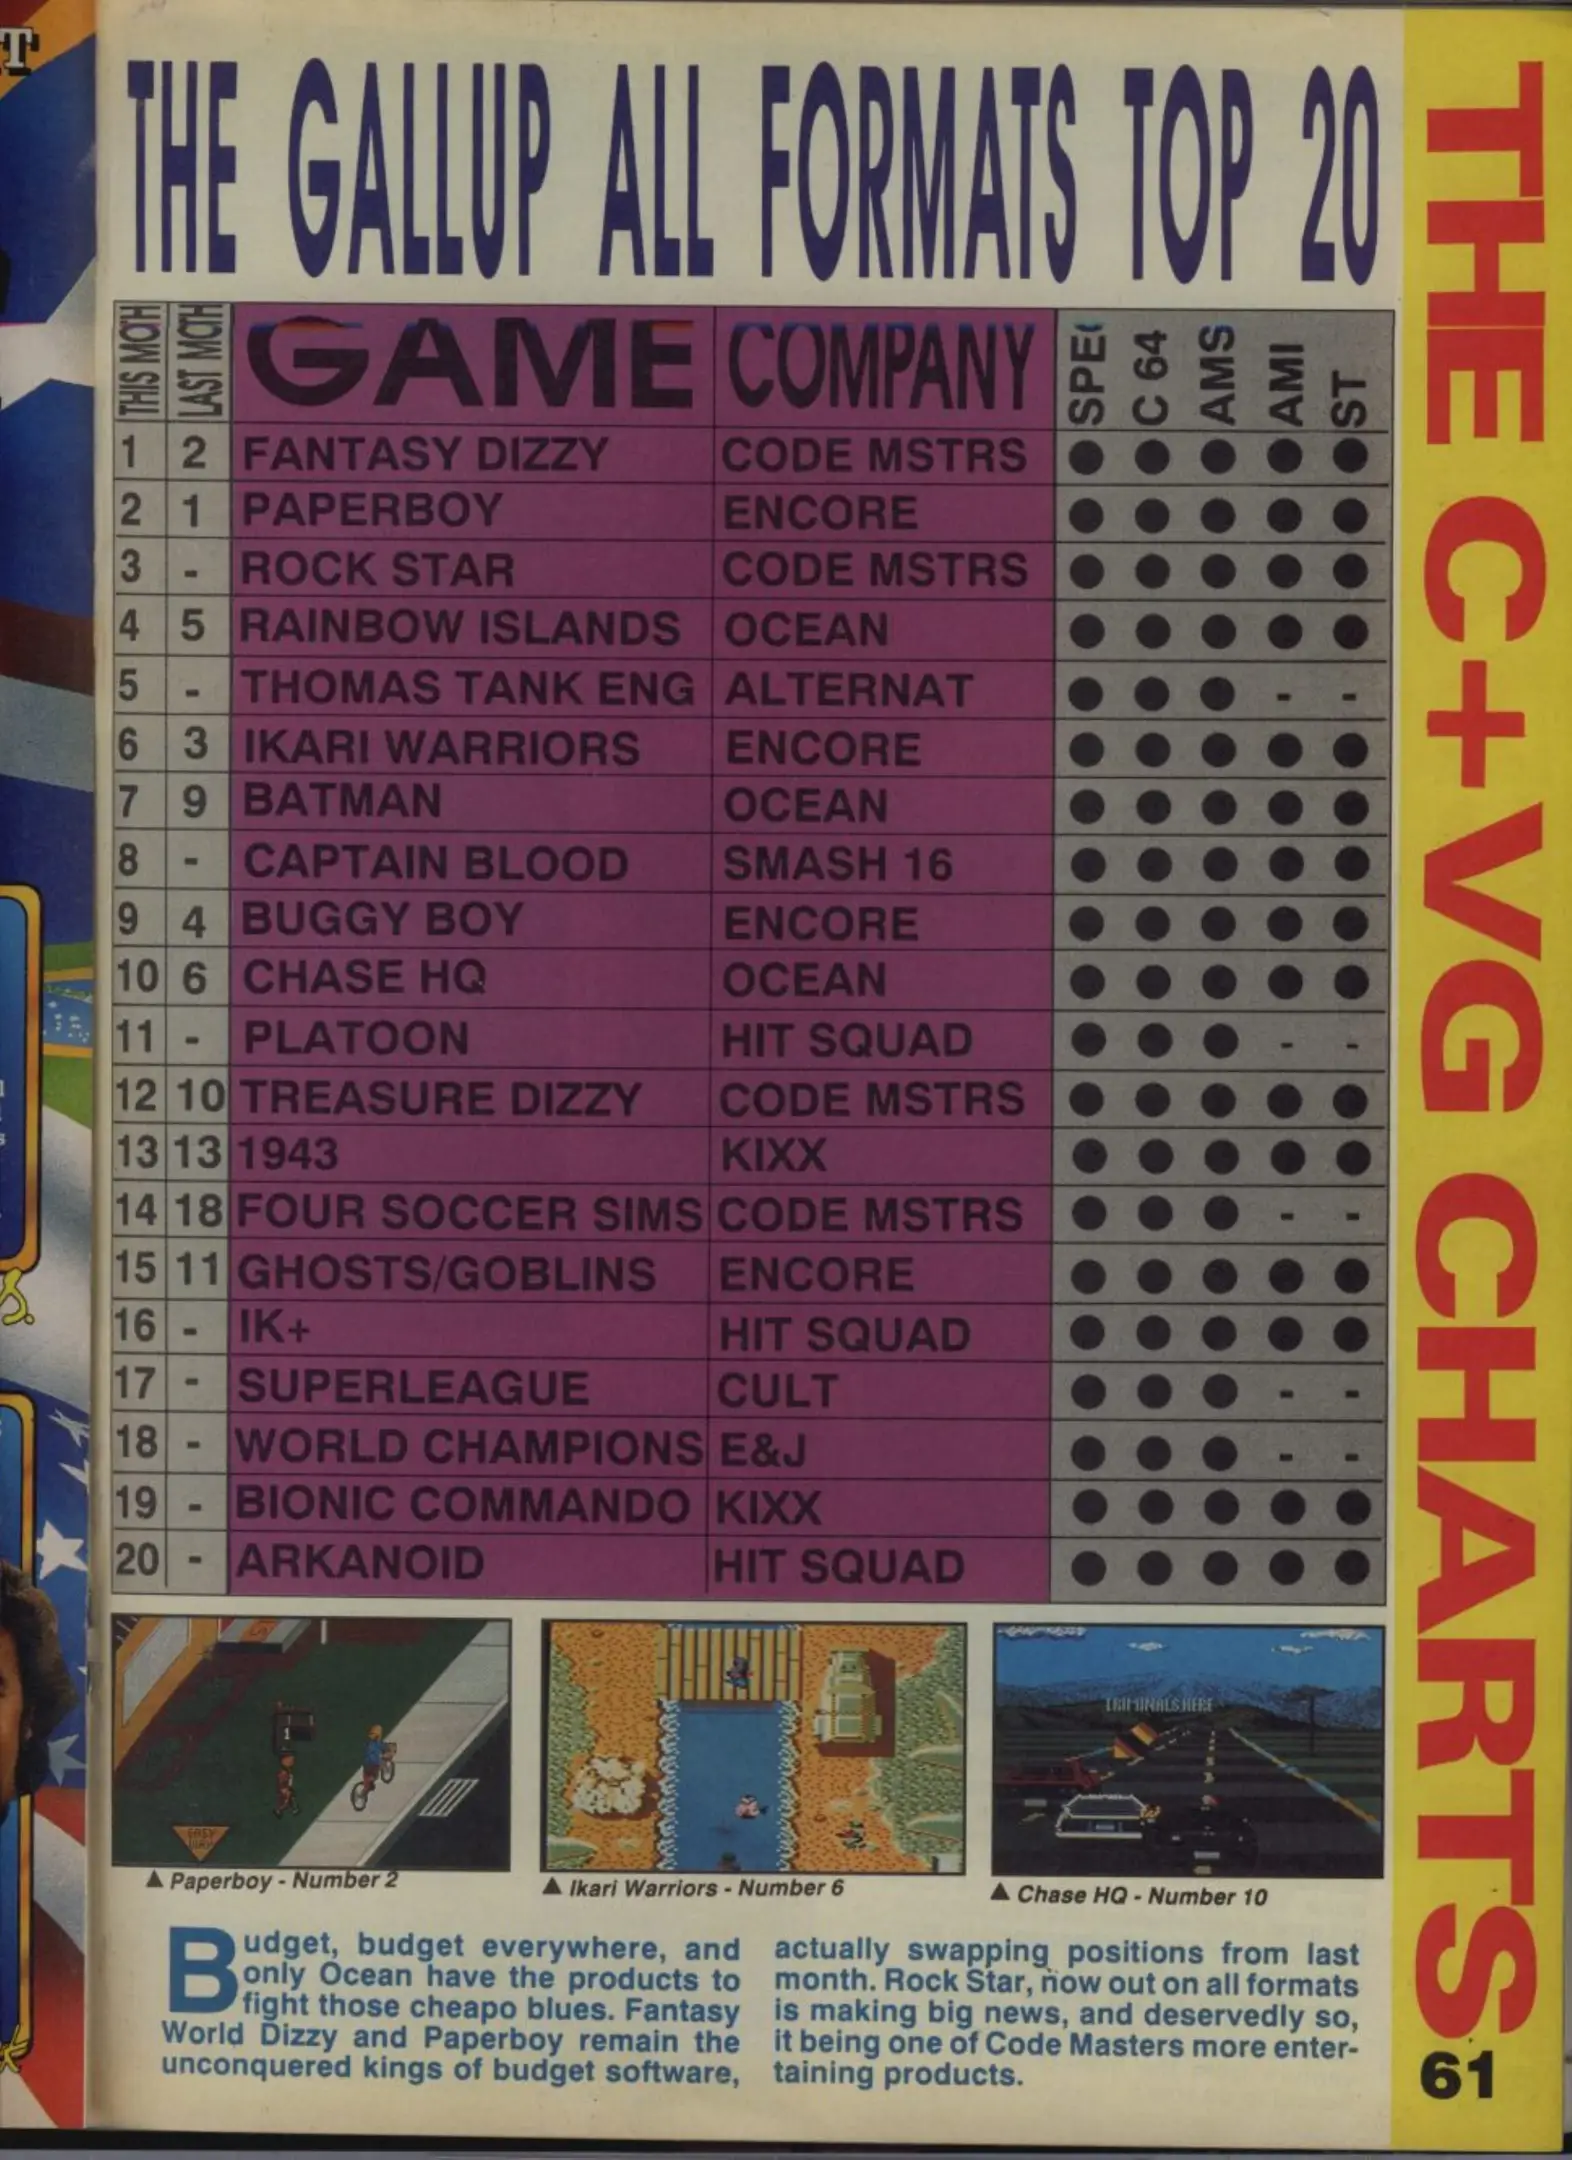 THE GALLUP ALL FORMATS TOP 20
THIS MOTH LAST MOTH GAME COMPANY SPEC C 64 AMS AMI ST
1 2 FANTASY DIZZY CODE MSTRS ● ● ● ● ●
2 1 PAPERBOY ENCORE ● ● ● ● ●
3 - ROCK STAR CODE MSTRS ● ● ● ● ●
4 5 RAINBOW ISLANDS OCEAN ● ● ● ● ●
5 - THOMAS TANK ENG ALTERNAT ● ● ● - -
6 3 IKARI WARRIORS ENCORE ● ● ● ● ●
7 9 BATMAN OCEAN ● ● ● ● ●
8 - CAPTAIN BLOOD SMASH 16 ● ● ● ● ●
9 4 BUGGY BOY ENCORE ● ● ● ● ●
10 6 CHASE HQ OCEAN ● ● ● ● ●
11 - PLATOON HIT SQUAD ● ● ● - -
12 10 TREASURE DIZZY CODE MSTRS ● ● ● ● ●
13 13 1943 KIXX ● ● ● ● ●
14 18 FOUR SOCCER SIMS CODE MSTRS ● ● ● - -
15 11 GHOSTS/GOBLINS ENCORE ● ● ● ● ●
16 - IK+ HIT SQUAD ● ● ● ● ●
17 - SUPERLEAGUE CULT ● ● ● - -
18 - WORLD CHAMPIONS E&J ● ● ● - -
19 - BIONIC COMMANDO KIXX ● ● ● ● ●
20 - ARKANOID HIT SQUAD ● ● ● ● ●
1
EASY
WAY
CRIMINALS HERE
▲ Paperboy - Number 2
▲ Ikari Warriors - Number 6
▲ Chase HQ - Number 10
Budget, budget everywhere, and
only Ocean have the products to
fight those cheapo blues. Fantasy
World Dizzy and Paperboy remain the
unconquered kings of budget software,
actually swapping positions from last
month. Rock Star, now out on all formats
is making big news, and deservedly so,
it being one of Code Masters more enter-
taining products.
THE C+VG CHARTS
61